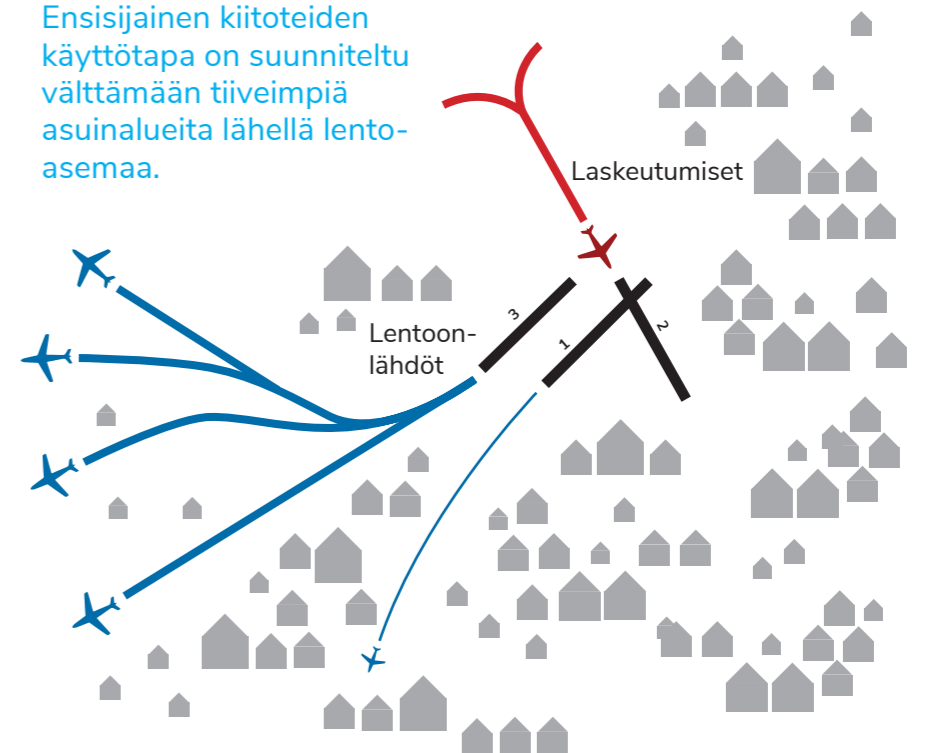 Ensisijainen kiitoteiden
käyttötapa on suunniteltu
välttämään tiiveimpiä
asuinalueita lähellä lento-
asemaa.
Laskeutumiset
3
2
Lentoon-
lähdöt
1